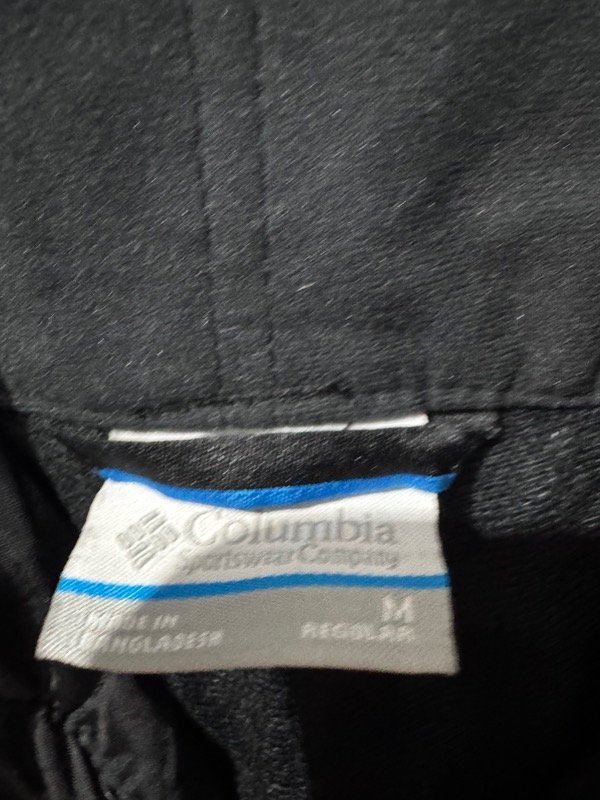 Columbia
Sportswear Company
M
MADE IN
REGULAR
BANGLADESH